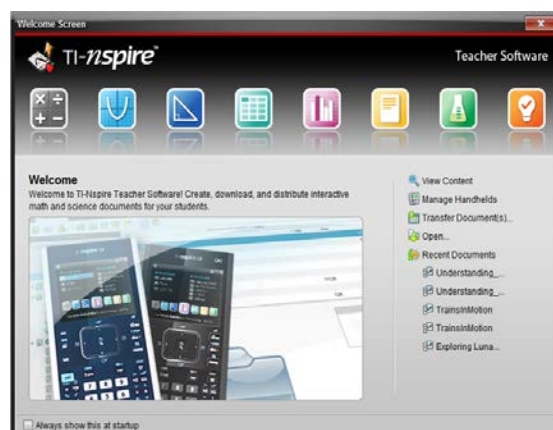 Welcome Screen
TI-nspire™
Teacher Software
Welcome
Welcome to TI-Nspire Teacher Software! Create, download, and distribute interactive
math and science documents for your students.
View Content
Manage Handhelds
Transfer Document(s)...
Open...
Recent Documents
Understanding_...
Understanding_...
TrainsInMotion
TrainsInMotion
Exploring Luna...
Always show this at startup